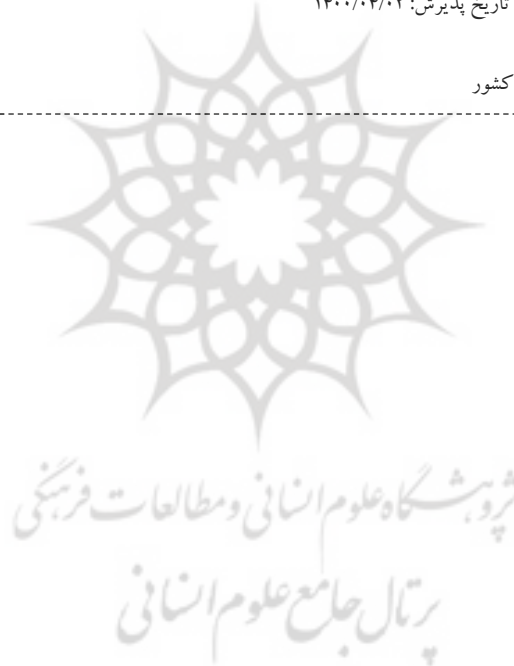 تاریخ پذیرش: ۱۴۰۰/۰۴/۰۲
کشور
پژوهشگاه علوم انسانی و مطالعات فرهنگی
پرتال جامع علوم انسانی